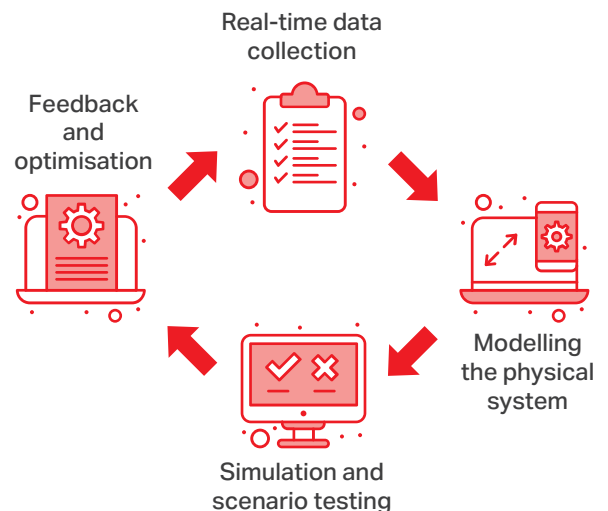 Real-time data
collection
Feedback
and
optimisation
Modelling
the physical
system
Simulation and
scenario testing